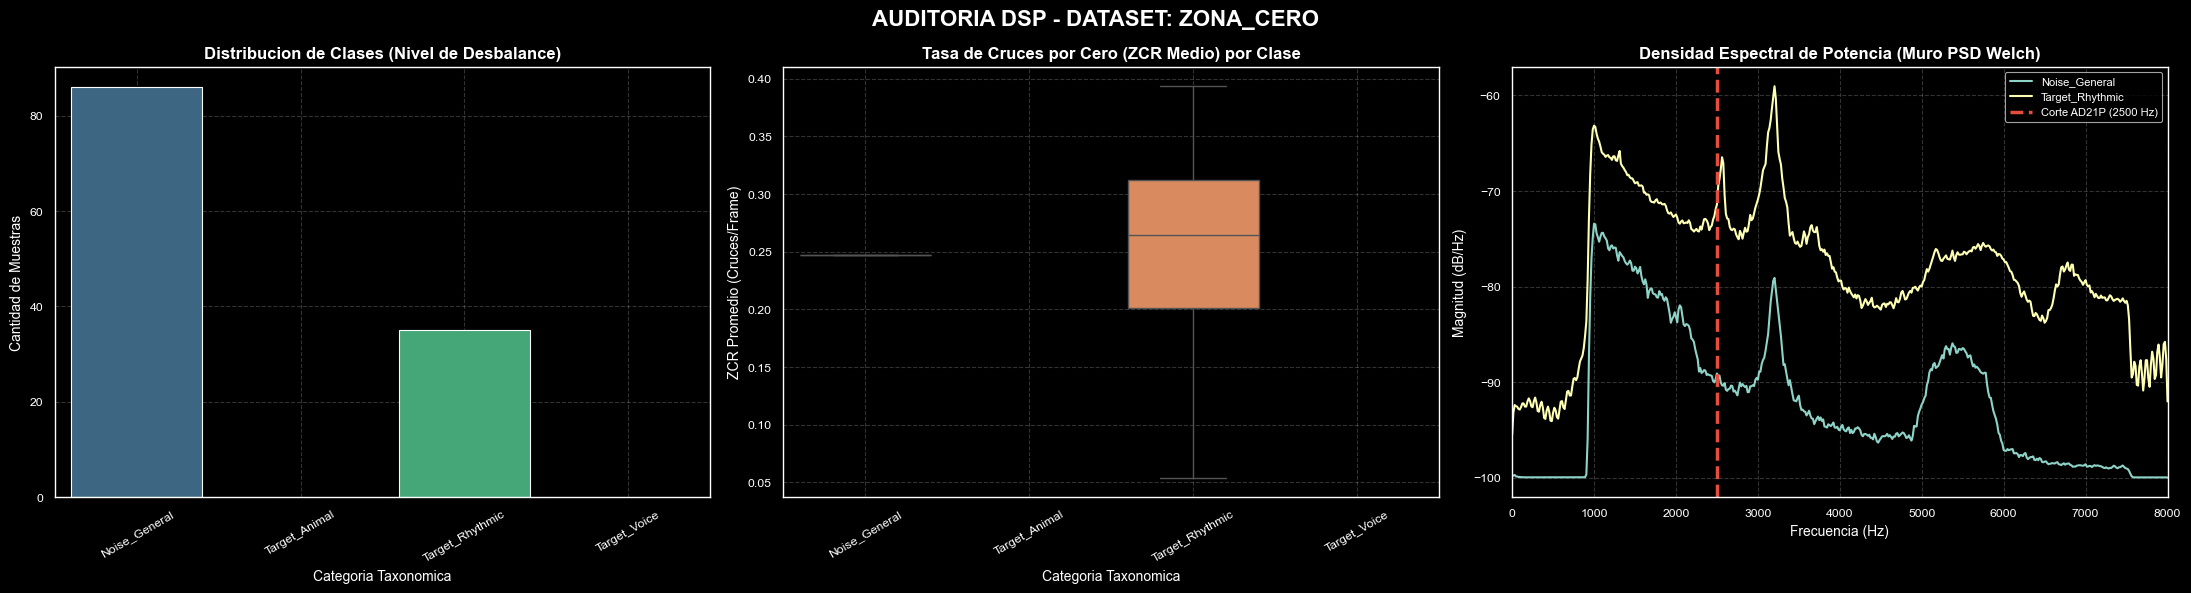 AUDITORIA DSP - DATASET: ZONA_CERO
Distribucion de Clases (Nivel de Desbalance)
Cantidad de Muestras
80
60
40
20
0
Noise_General
Target_Animal
Target_Rhythmic
Target_Voice
Categoria Taxonomica
Tasa de Cruces por Cero (ZCR Medio) por Clase
ZCR Promedio (Cruces/Frame)
0.40
0.35
0.30
0.25
0.20
0.15
0.10
0.05
Noise_General
Target_Animal
Target_Rhythmic
Target_Voice
Categoria Taxonomica
Densidad Espectral de Potencia (Muro PSD Welch)
Magnitud (dB/Hz)
−60
−70
−80
−90
−100
Noise_General
Target_Rhythmic
Corte AD21P (2500 Hz)
0
1000
2000
3000
4000
5000
6000
7000
8000
Frecuencia (Hz)